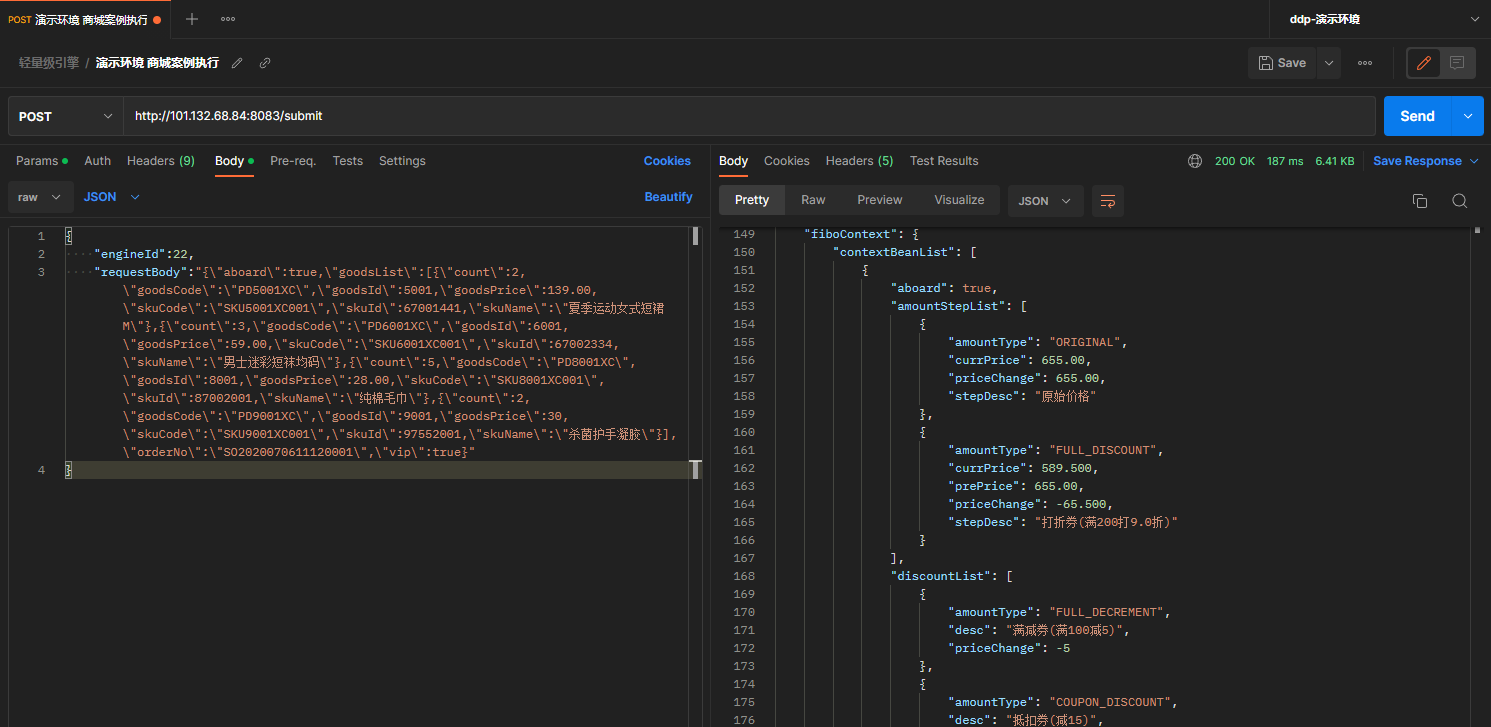 POST 演示环境 商城案例执行
ddp-演示环境
轻量级引擎 / 演示环境 商城案例执行
Save
POST
http://101.132.68.84:8083/submit
Send
Params Auth Headers (9) Body Pre-req. Tests Settings Cookies
raw JSON Beautify
1 {
2 "engineId":22,
3 "requestBody":"{\"aboard\":true,\"goodsList\":[{\"count\":2,
\"goodsCode\":\"PD5001XC\",\"goodsId\":5001,\"goodsPrice\":139.00,
\"skuCode\":\"SKU5001XC001\",\"skuId\":67001441,\"skuName\":\"夏季运动女式短裙
M\"},{\"count\":3,\"goodsCode\":\"PD6001XC\",\"goodsId\":6001,
\"goodsPrice\":59.00,\"skuCode\":\"SKU6001XC001\",\"skuId\":67002334,
\"skuName\":\"男士迷彩短袜均码\"},{\"count\":5,\"goodsCode\":\"PD8001XC\",
\"goodsId\":8001,\"goodsPrice\":28.00,\"skuCode\":\"SKU8001XC001\",
\"skuId\":87002001,\"skuName\":\"纯棉毛巾\"},{\"count\":2,
\"goodsCode\":\"PD9001XC\",\"goodsId\":9001,\"goodsPrice\":30,
\"skuCode\":\"SKU9001XC001\",\"skuId\":97552001,\"skuName\":\"杀菌护手凝胶\"}],
\"orderNo\":\"SO2020070611120001\",\"vip\":true}"
4 }
Body Cookies Headers (5) Test Results 200 OK 187 ms 6.41 KB Save Response
Pretty Raw Preview Visualize JSON
149 "fiboContext": {
150 "contextBeanList": [
151 {
152 "aboard": true,
153 "amountStepList": [
154 {
155 "amountType": "ORIGINAL",
156 "currPrice": 655.00,
157 "priceChange": 655.00,
158 "stepDesc": "原始价格"
159 },
160 {
161 "amountType": "FULL_DISCOUNT",
162 "currPrice": 589.500,
163 "prePrice": 655.00,
164 "priceChange": -65.500,
165 "stepDesc": "打折券(满200打9.0折)"
166 }
167 ],
168 "discountList": [
169 {
170 "amountType": "FULL_DECREMENT",
171 "desc": "满减券(满100减5)",
172 "priceChange": -5
173 },
174 {
175 "amountType": "COUPON_DISCOUNT",
176 "desc": "抵扣券(减15)",